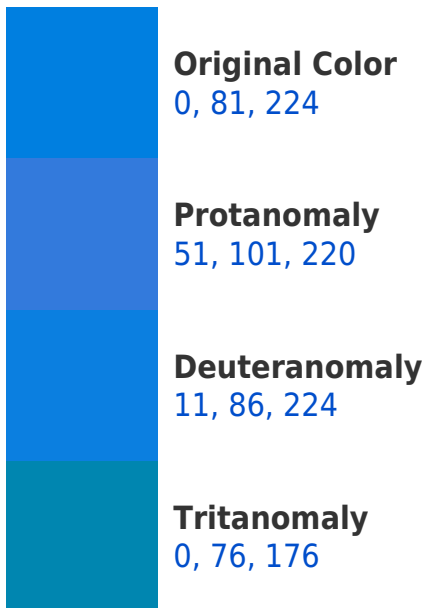 Original Color
0, 81, 224
Protanomaly
51, 101, 220
Deuteranomaly
11, 86, 224
Tritanomaly
0, 76, 176